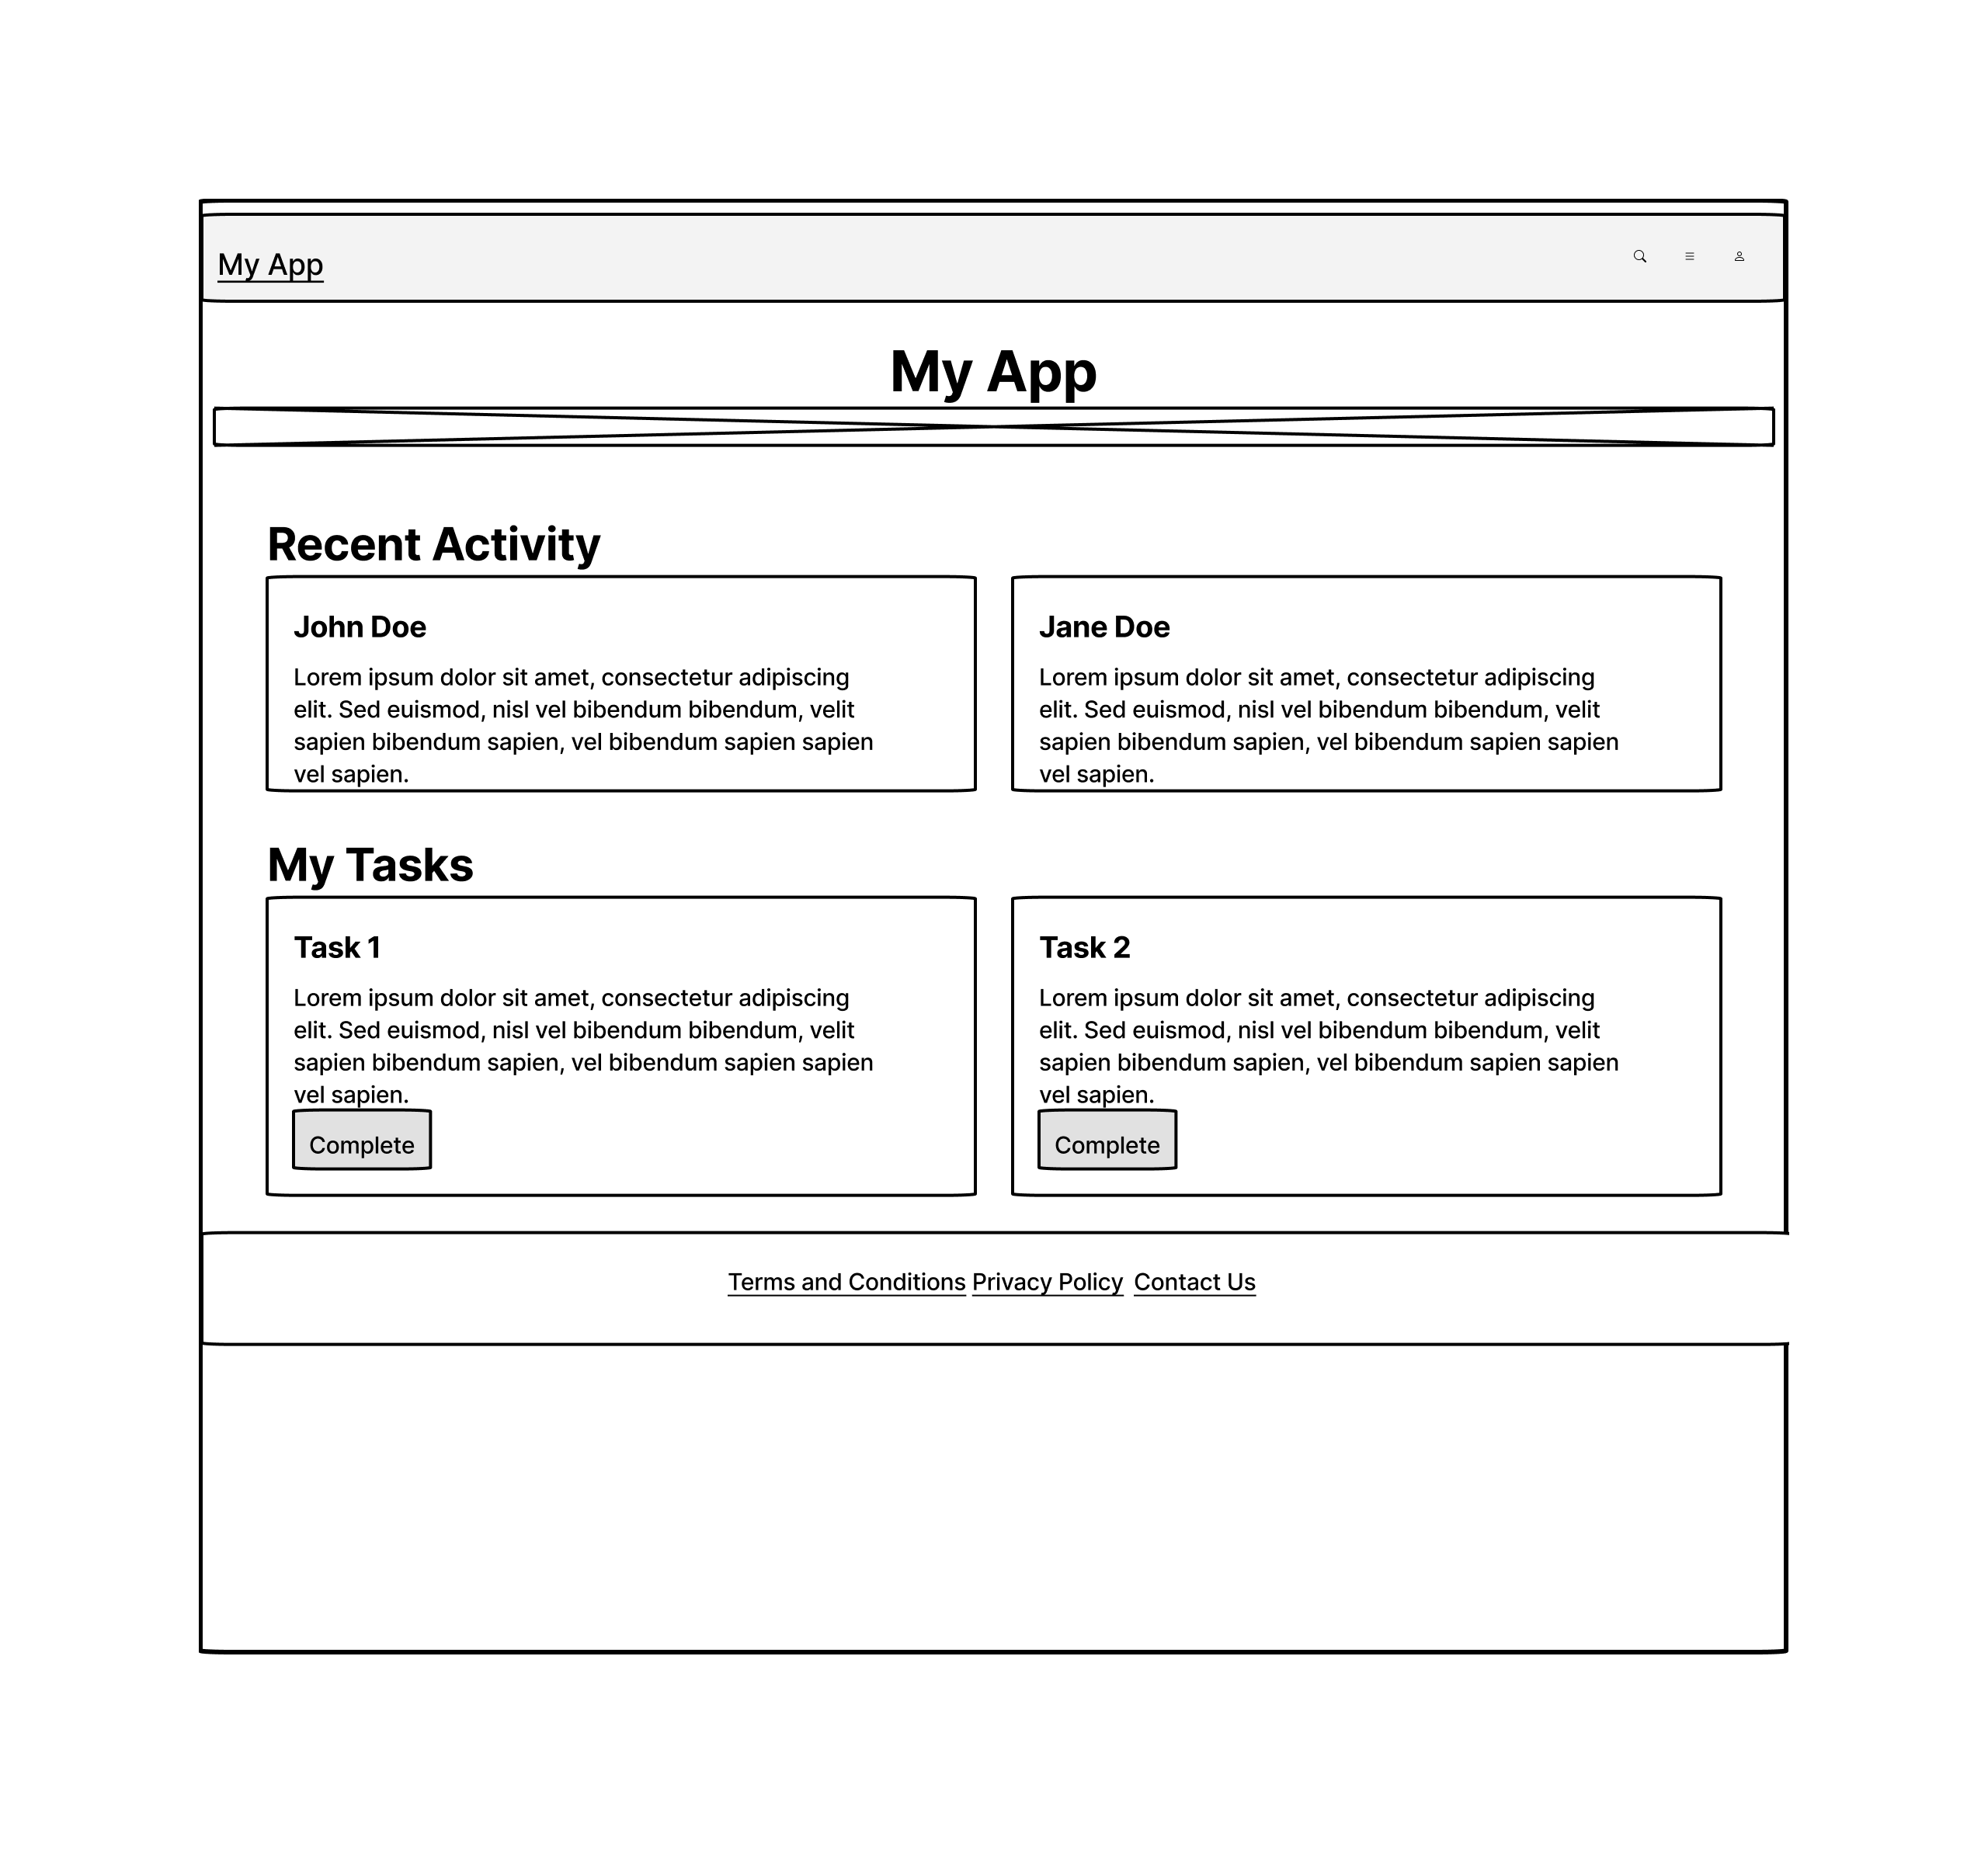 My App
My App
Recent Activity
John Doe
Lorem ipsum dolor sit amet, consectetur adipiscing
elit. Sed euismod, nisl vel bibendum bibendum, velit
sapien bibendum sapien, vel bibendum sapien sapien
vel sapien.
Jane Doe
Lorem ipsum dolor sit amet, consectetur adipiscing
elit. Sed euismod, nisl vel bibendum bibendum, velit
sapien bibendum sapien, vel bibendum sapien sapien
vel sapien.
My Tasks
Task 1
Lorem ipsum dolor sit amet, consectetur adipiscing
elit. Sed euismod, nisl vel bibendum bibendum, velit
sapien bibendum sapien, vel bibendum sapien sapien
vel sapien.
Complete
Task 2
Lorem ipsum dolor sit amet, consectetur adipiscing
elit. Sed euismod, nisl vel bibendum bibendum, velit
sapien bibendum sapien, vel bibendum sapien sapien
vel sapien.
Complete
Terms and Conditions Privacy Policy Contact Us